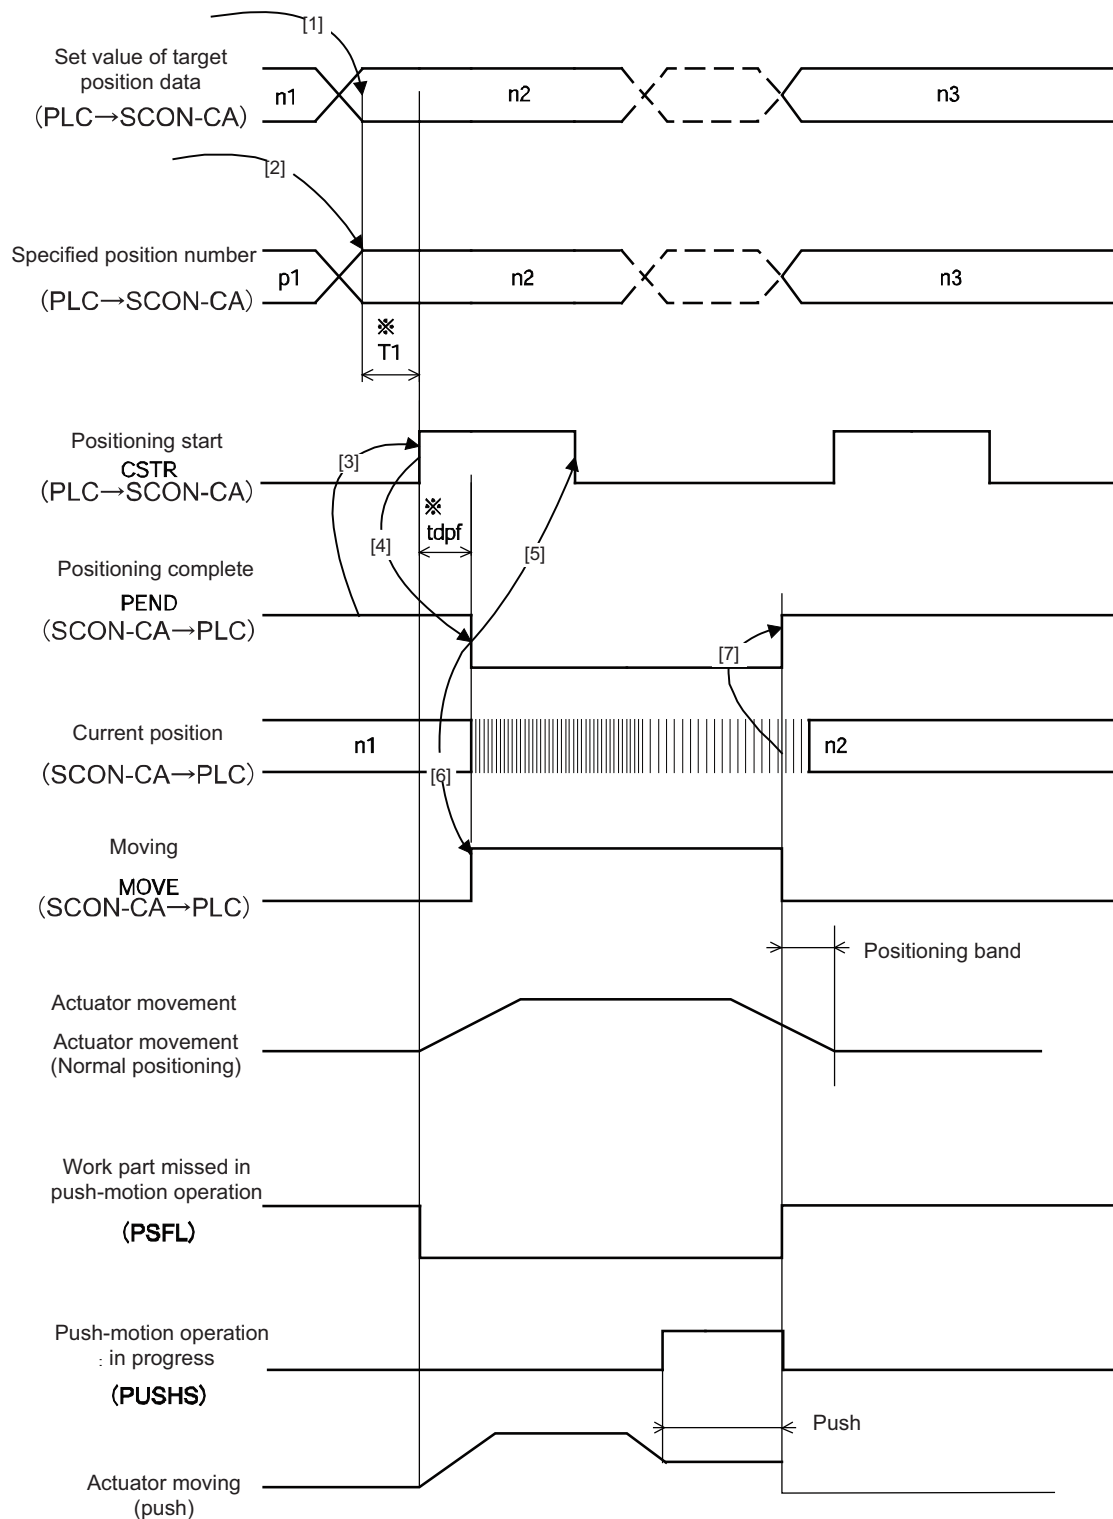 [1]
Set value of target
position data
(PLC→SCON-CA)
n1
n2
n3
[2]
Specified position number
(PLC→SCON-CA)
p1
n2
n3
※
T1
Positioning start
CSTR
(PLC→SCON-CA)
[3]
※
tdpf
[4]
[5]
Positioning complete
PEND
(SCON-CA→PLC)
[7]
Current position
(SCON-CA→PLC)
n1
n2
[6]
Moving
MOVE
(SCON-CA→PLC)
Positioning band
Actuator movement
Actuator movement
(Normal positioning)
Work part missed in
push-motion operation
(PSFL)
Push-motion operation
: in progress
(PUSHS)
Push
Actuator moving
(push)